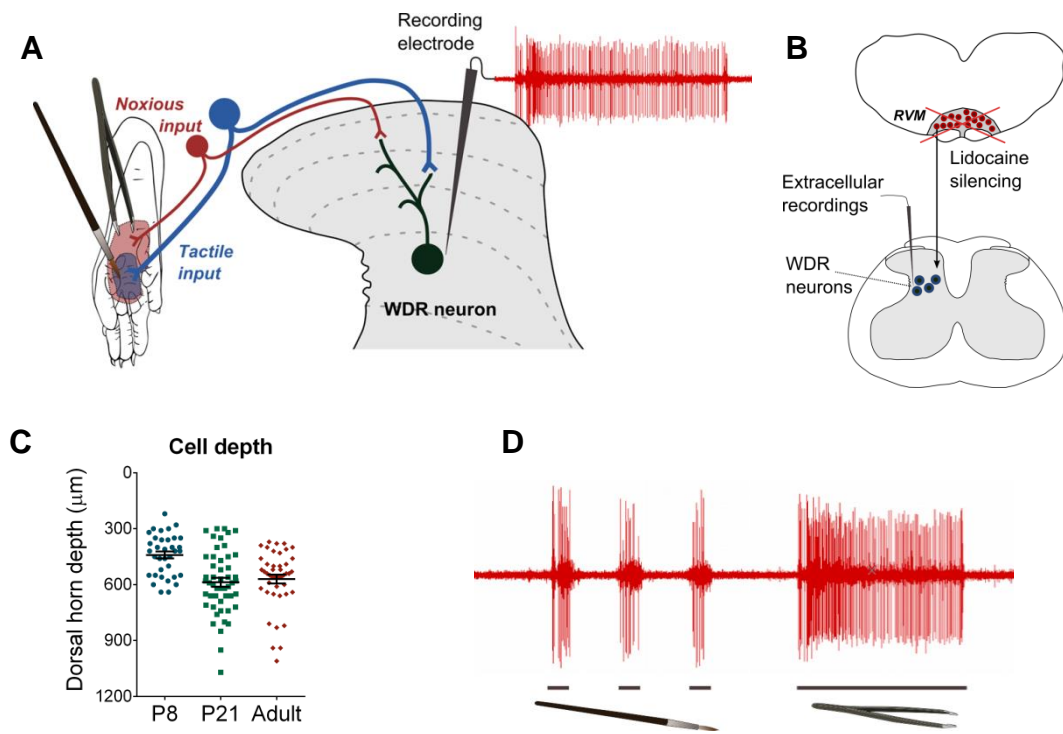 A
Recording
electrode
Noxious
input
Tactile
input
WDR neuron
B
RVM
Lidocaine
silencing
Extracellular
recordings
WDR
neurons
C
Cell depth
Dorsal horn depth (μm)
0
300
600
900
1200
P8 P21 Adult
D